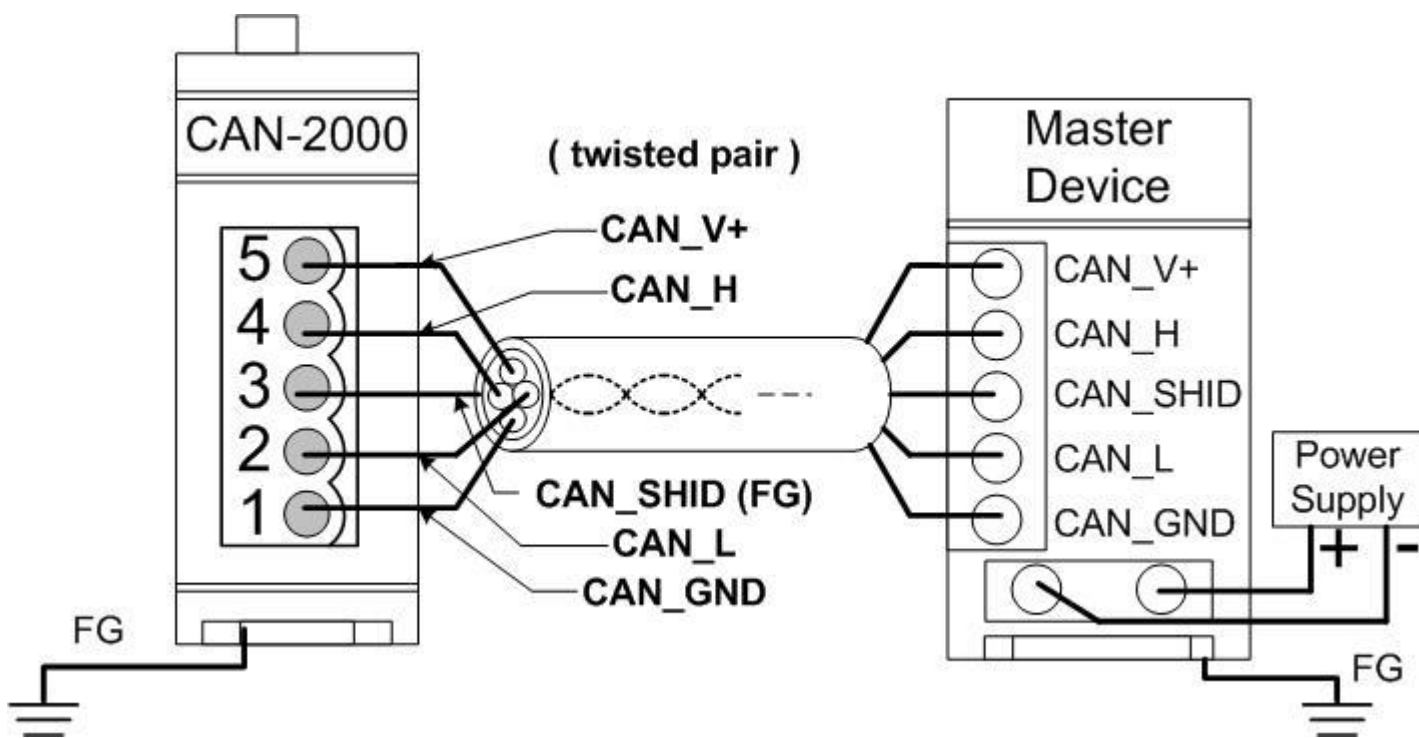 CAN-2000
( twisted pair )
CAN_V+
CAN_H
5
4
3
2
1
CAN_SHID (FG)
CAN_L
CAN_GND
FG
Master
Device
CAN_V+
CAN_H
CAN_SHID
CAN_L
CAN_GND
Power
Supply
+ -
FG